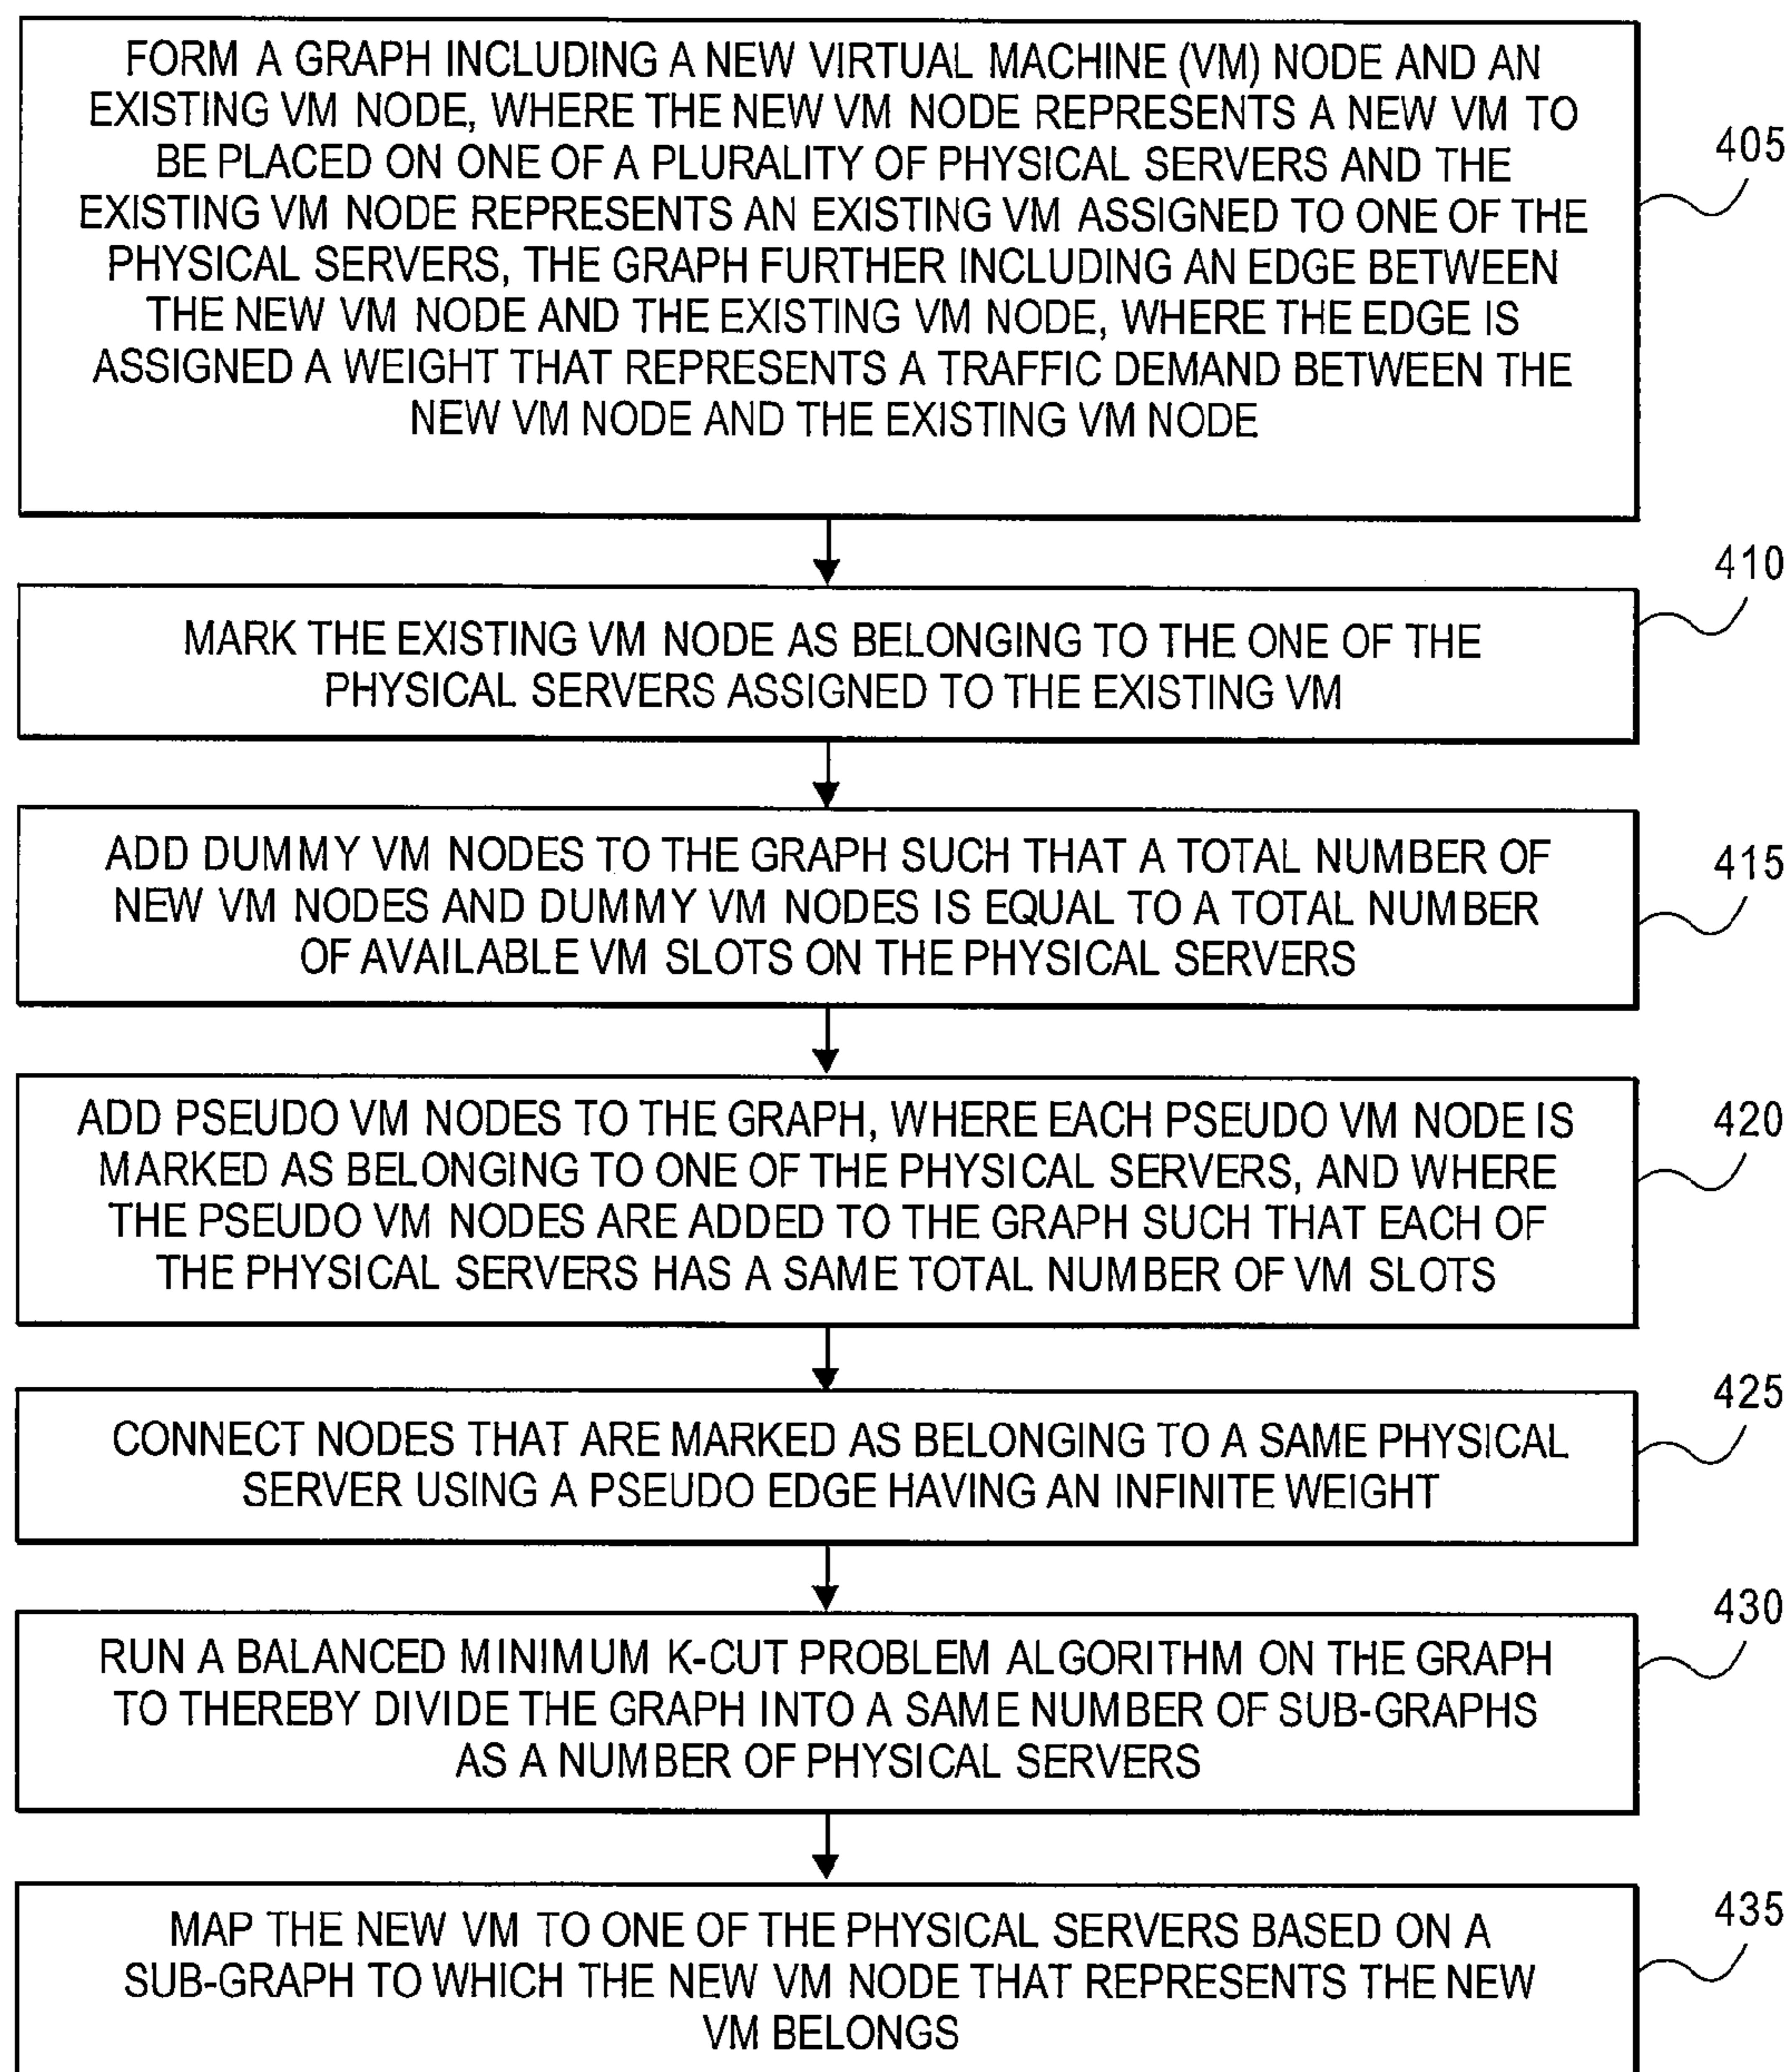 FORM A GRAPH INCLUDING A NEW VIRTUAL MACHINE (VM) NODE AND AN
EXISTING VM NODE, WHERE THE NEW VM NODE REPRESENTS A NEW VM TO
BE PLACED ON ONE OF A PLURALITY OF PHYSICAL SERVERS AND THE
EXISTING VM NODE REPRESENTS AN EXISTING VM ASSIGNED TO ONE OF THE
PHYSICAL SERVERS, THE GRAPH FURTHER INCLUDING AN EDGE BETWEEN
THE NEW VM NODE AND THE EXISTING VM NODE, WHERE THE EDGE IS
ASSIGNED A WEIGHT THAT REPRESENTS A TRAFFIC DEMAND BETWEEN THE
NEW VM NODE AND THE EXISTING VM NODE
405
410
MARK THE EXISTING VM NODE AS BELONGING TO THE ONE OF THE
PHYSICAL SERVERS ASSIGNED TO THE EXISTING VM
ADD DUMMY VM NODES TO THE GRAPH SUCH THAT A TOTAL NUMBER OF
NEW VM NODES AND DUMMY VM NODES IS EQUAL TO A TOTAL NUMBER
OF AVAILABLE VM SLOTS ON THE PHYSICAL SERVERS
415
ADD PSEUDO VM NODES TO THE GRAPH, WHERE EACH PSEUDO VM NODE IS
MARKED AS BELONGING TO ONE OF THE PHYSICAL SERVERS, AND WHERE
THE PSEUDO VM NODES ARE ADDED TO THE GRAPH SUCH THAT EACH OF
THE PHYSICAL SERVERS HAS A SAME TOTAL NUMBER OF VM SLOTS
420
425
CONNECT NODES THAT ARE MARKED AS BELONGING TO A SAME PHYSICAL
SERVER USING A PSEUDO EDGE HAVING AN INFINITE WEIGHT
430
RUN A BALANCED MINIMUM K-CUT PROBLEM ALGORITHM ON THE GRAPH
TO THEREBY DIVIDE THE GRAPH INTO A SAME NUMBER OF SUB-GRAPHS
AS A NUMBER OF PHYSICAL SERVERS
435
MAP THE NEW VM TO ONE OF THE PHYSICAL SERVERS BASED ON A
SUB-GRAPH TO WHICH THE NEW VM NODE THAT REPRESENTS THE NEW
VM BELONGS